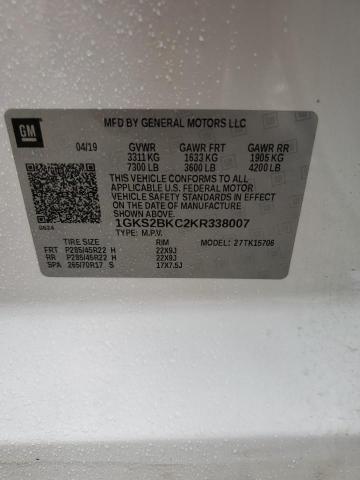 GM
MFD BY GENERAL MOTORS LLC
04/19 GVWR GAWR FRT GAWR RR
3311 KG 1633 KG 1905 KG
7300 LB 3600 LB 4200 LB
THIS VEHICLE CONFORMS TO ALL APPLICABLE
U.S. FEDERAL MOTOR
VEHICLE SAFETY STANDARDS IN EFFECT
ON THE DATE OF MANUFACTURE SHOWN
ABOVE.
1GKS2BKC2KR338007
0624
TYPE: M.P.V.
TIRE SIZE RIM MODEL: 27TK15706
FRT P285/45R22 H 22X9J
RR P285/45R22 H 22X9J
SPA 265/70R17 S 17X7.5J